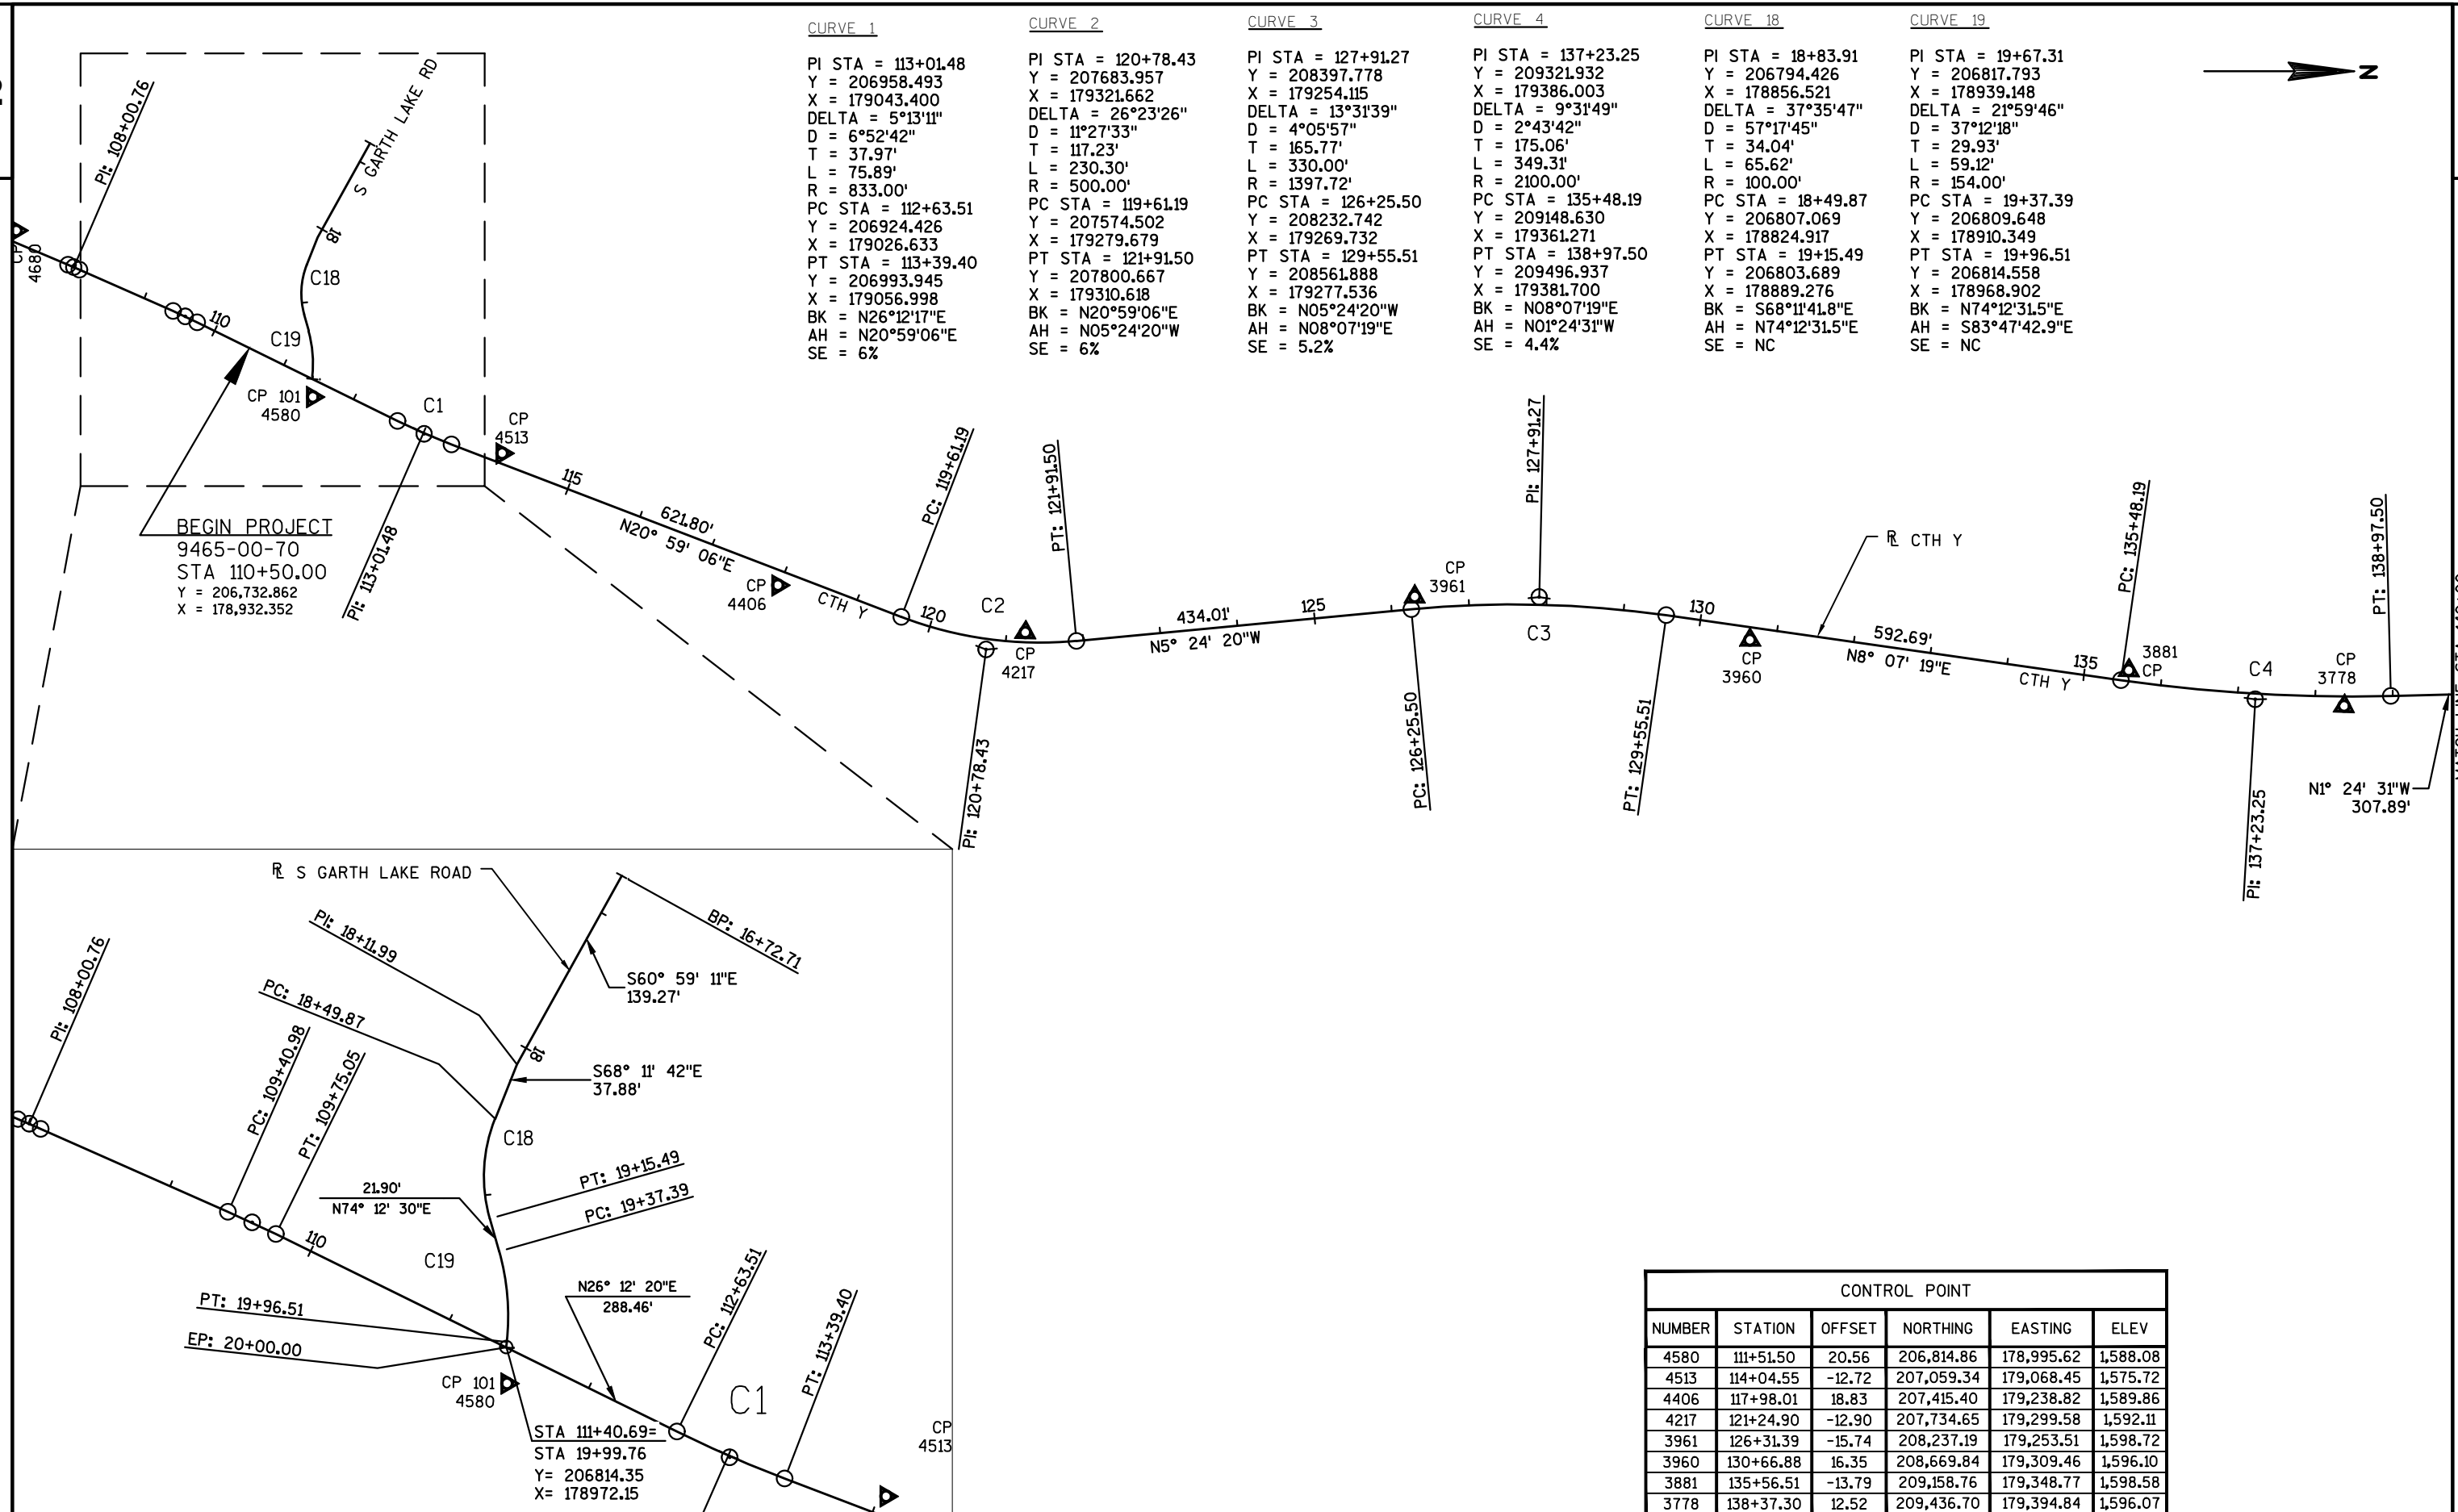 CURVE 1
PI STA = 113+01.48
Y = 206958.493
X = 179043.400
DELTA = 5°13'11"
D = 6°52'42"
T = 37.97'
L = 75.89'
R = 833.00'
PC STA = 112+63.51
Y = 206924.426
X = 179026.633
PT STA = 113+39.40
Y = 206993.945
X = 179056.998
BK = N26°12'17"E
AH = N20°59'06"E
SE = 6%
CURVE 2
PI STA = 120+78.43
Y = 207683.957
X = 179321.662
DELTA = 26°23'26"
D = 11°27'33"
T = 117.23'
L = 230.30'
R = 500.00'
PC STA = 119+61.19
Y = 207574.502
X = 179279.679
PT STA = 121+91.50
Y = 207800.667
X = 179310.618
BK = N20°59'06"E
AH = N05°24'20"W
SE = 6%
CURVE 3
PI STA = 127+91.27
Y = 208397.778
X = 179254.115
DELTA = 13°31'39"
D = 4°05'57"
T = 165.77'
L = 330.00'
R = 1397.72'
PC STA = 126+25.50
Y = 208232.742
X = 179269.732
PT STA = 129+55.51
Y = 208561.888
X = 179277.536
BK = N05°24'20"W
AH = N08°07'19"E
SE = 5.2%
CURVE 4
PI STA = 137+23.25
Y = 209321.932
X = 179386.003
DELTA = 9°31'49"
D = 2°43'42"
T = 175.06'
L = 349.31'
R = 2100.00'
PC STA = 135+48.19
Y = 209148.630
X = 179361.271
PT STA = 138+97.50
Y = 209496.937
X = 179381.700
BK = N08°07'19"E
AH = N01°24'31"W
SE = 4.4%
CURVE 18
PI STA = 18+83.91
Y = 206794.426
X = 178856.521
DELTA = 37°35'47"
D = 57°17'45"
T = 34.04'
L = 65.62'
R = 100.00'
PC STA = 18+49.87
Y = 206807.069
X = 178824.917
PT STA = 19+15.49
Y = 206803.689
X = 178889.276
BK = S68°11'41.8"E
AH = N74°12'31.5"E
SE = NC
CURVE 19
PI STA = 19+67.31
Y = 206817.793
X = 178939.148
DELTA = 21°59'46"
D = 37°12'18"
T = 29.93'
L = 59.12'
R = 154.00'
PC STA = 19+37.39
Y = 206809.648
X = 178910.349
PT STA = 19+96.51
Y = 206814.558
X = 178968.902
BK = N74°12'31.5"E
AH = S83°47'42.9"E
SE = NC
N
PI: 108+00.76
S GARTH LAKE RD
18
CP
4680
C18
110
C19
CP 101
4580
C1
CP
4513
BEGIN PROJECT
9465-00-70
STA 110+50.00
Y = 206,732.862
X = 178,932.352
PI: 113+01.48
115
621.80'
N20° 59' 06"E
CP
4406
CTH Y
PC: 119+61.19
120
C2
CP
4217
PI: 120+78.43
PT: 121+91.50
434.01'
N5° 24' 20"W
125
CP
3961
PC: 126+25.50
PI: 127+91.27
C3
PT: 129+55.51
130
CP
3960
℞ CTH Y
592.69'
N8° 07' 19"E
CTH Y
135
PC: 135+48.19
3881
CP
C4
PI: 137+23.25
CP
3778
PT: 138+97.50
N1° 24' 31"W
307.89'
℞ S GARTH LAKE ROAD
PI: 18+11.99
BP: 16+72.71
S60° 59' 11"E
139.27'
PC: 18+49.87
18
S68° 11' 42"E
37.88'
PI: 108+00.76
PC: 109+40.98
PT: 109+75.05
C18
PT: 19+15.49
PC: 19+37.39
21.90'
N74° 12' 30"E
110
C19
PT: 19+96.51
EP: 20+00.00
N26° 12' 20"E
288.46'
PC: 112+63.51
PT: 113+39.40
CP 101
4580
C1
STA 111+40.69=
STA 19+99.76
Y= 206814.35
X= 178972.15
CP
4513
CONTROL POINT
NUMBER STATION OFFSET NORTHING EASTING ELEV
4580 111+51.50 20.56 206,814.86 178,995.62 1,588.08
4513 114+04.55 -12.72 207,059.34 179,068.45 1,575.72
4406 117+98.01 18.83 207,415.40 179,238.82 1,589.86
4217 121+24.90 -12.90 207,734.65 179,299.58 1,592.11
3961 126+31.39 -15.74 208,237.19 179,253.51 1,598.72
3960 130+66.88 16.35 208,669.84 179,309.46 1,596.10
3881 135+56.51 -13.79 209,158.76 179,348.77 1,598.58
3778 138+37.30 12.52 209,436.70 179,394.84 1,596.07